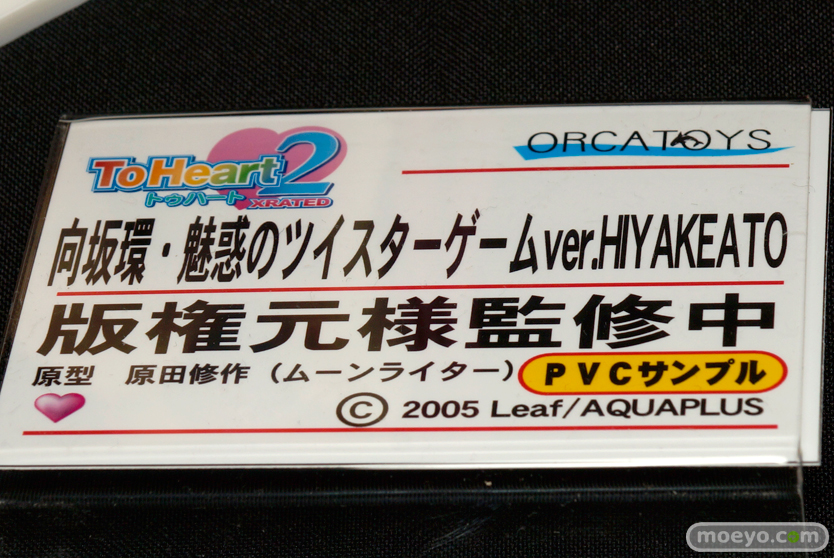 ToHeart2
トゥハート
XRATED
ORCATOYS
向坂環・魅惑のツイスターゲームver.HIYAKEATO
版権元様監修中
原型　原田修作（ムーンライター）
PVCサンプル
© 2005 Leaf/AQUAPLUS
moeyo.com